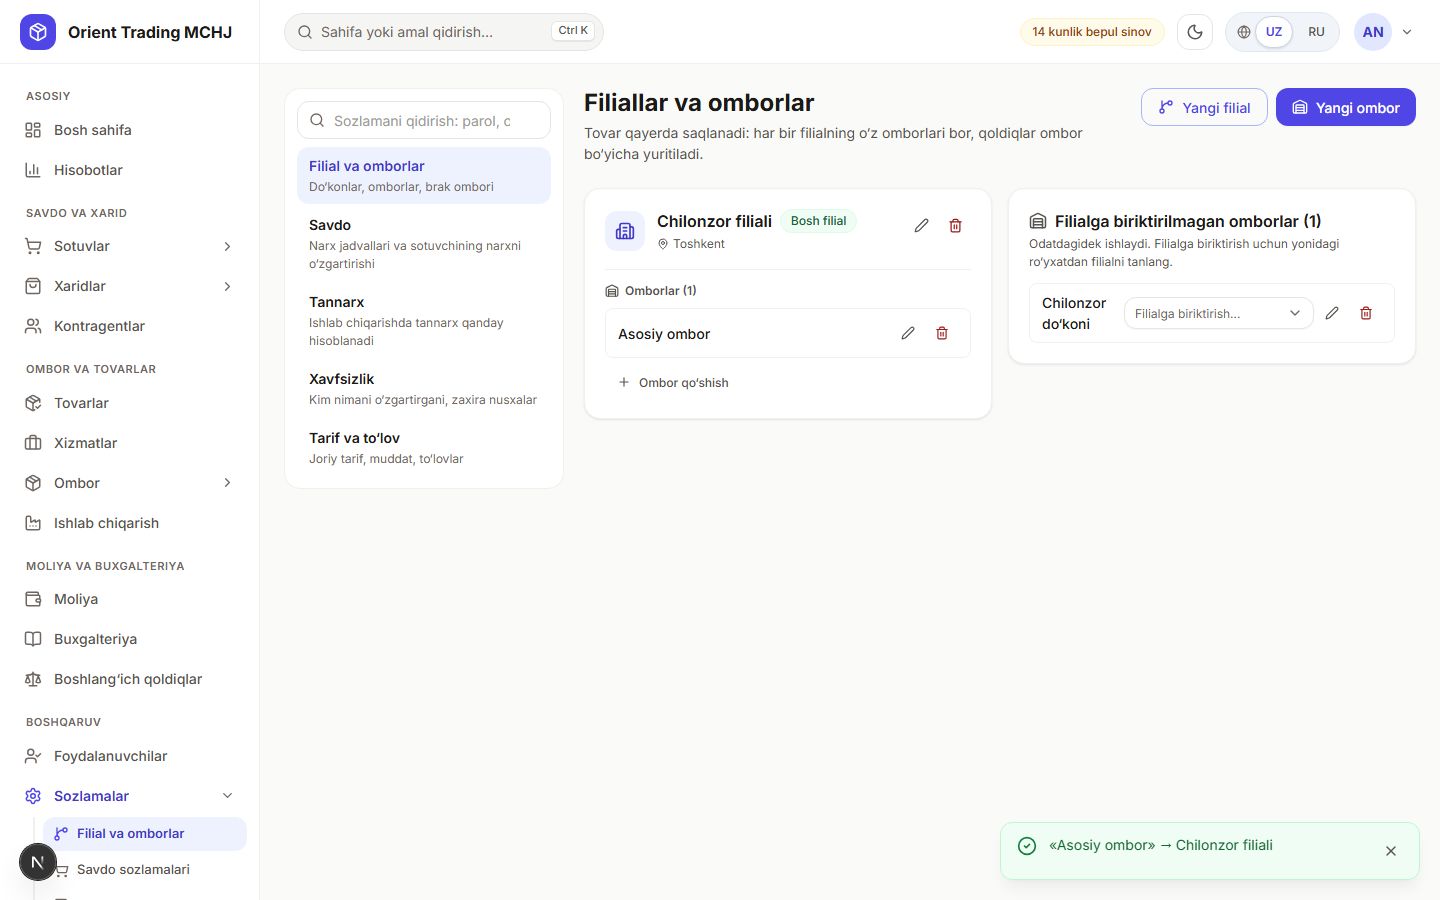 Orient Trading MCHJ
Sahifa yoki amal qidirish...
Ctrl K
14 kunlik bepul sinov
UZ
RU
AN
ASOSIY
Bosh sahifa
Hisobotlar
SAVDO VA XARID
Sotuvlar
Xaridlar
Kontragentlar
OMBOR VA TOVARLAR
Tovarlar
Xizmatlar
Ombor
Ishlab chiqarish
MOLIYA VA BUXGALTERIYA
Moliya
Buxgalteriya
Boshlang‘ich qoldiqlar
BOSHQARUV
Foydalanuvchilar
Sozlamalar
Filial va omborlar
Savdo sozlamalari
N
Sozlamani qidirish: parol, c
Filial va omborlar
Do‘konlar, omborlar, brak ombori
Savdo
Narx jadvallari va sotuvchining narxni
o‘zgartirishi
Tannarx
Ishlab chiqarishda tannarx qanday
hisoblanadi
Xavfsizlik
Kim nimani o‘zgartirgani, zaxira nusxalar
Tarif va to‘lov
Joriy tarif, muddat, to‘lovlar
Filiallar va omborlar
Tovar qayerda saqlanadi: har bir filialning o‘z omborlari bor, qoldiqlar ombor
bo‘yicha yuritiladi.
Yangi filial
Yangi ombor
Chilonzor filiali
Bosh filial
Toshkent
Omborlar (1)
Asosiy ombor
Ombor qo‘shish
Filialga biriktirilmagan omborlar (1)
Odatdagidek ishlaydi. Filialga biriktirish uchun yonidagi
ro‘yxatdan filialni tanlang.
Chilonzor
do‘koni
Filialga biriktirish...
«Asosiy ombor» → Chilonzor filiali